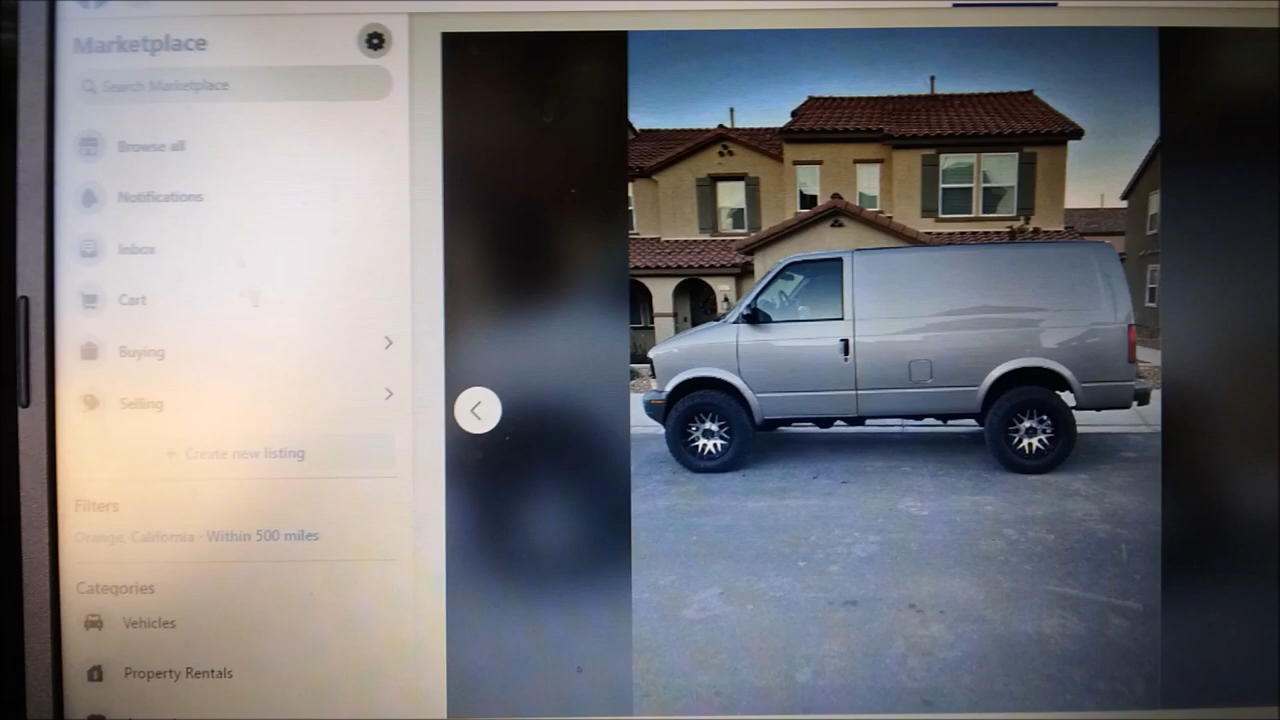 Marketplace
Search Marketplace
Browse all
Notifications
Inbox
Cart
Buying
Selling
+ Create new listing
Filters
Orange, California · Within 500 miles
Categories
Vehicles
Property Rentals